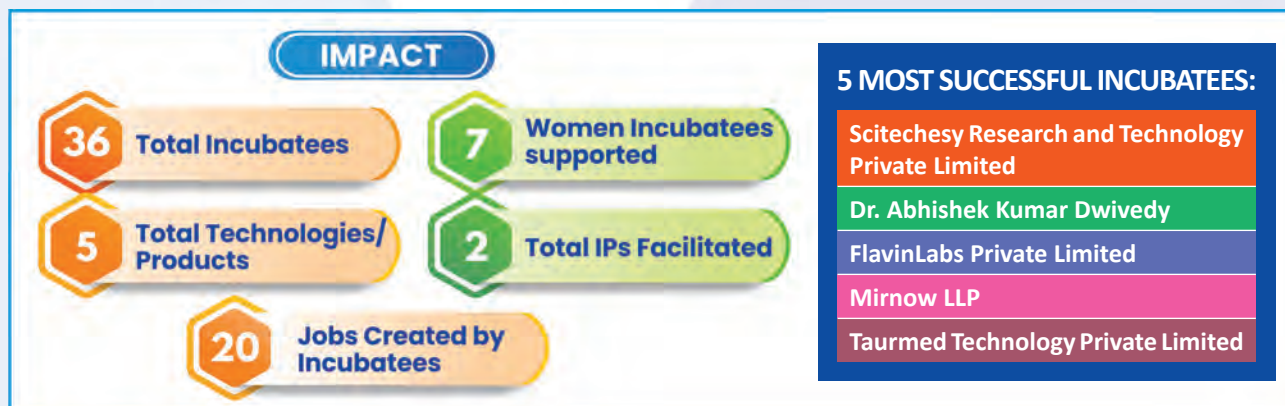 IMPACT
36
Total Incubatees
7
Women Incubatees
supported
5
Total Technologies/
Products
2
Total IPs Facilitated
20
Jobs Created by
Incubatees
5 MOST SUCCESSFUL INCUBATEES:
Scitechesy Research and Technology
Private Limited
Dr. Abhishek Kumar Dwivedy
FlavinLabs Private Limited
Mirnow LLP
Taurmed Technology Private Limited